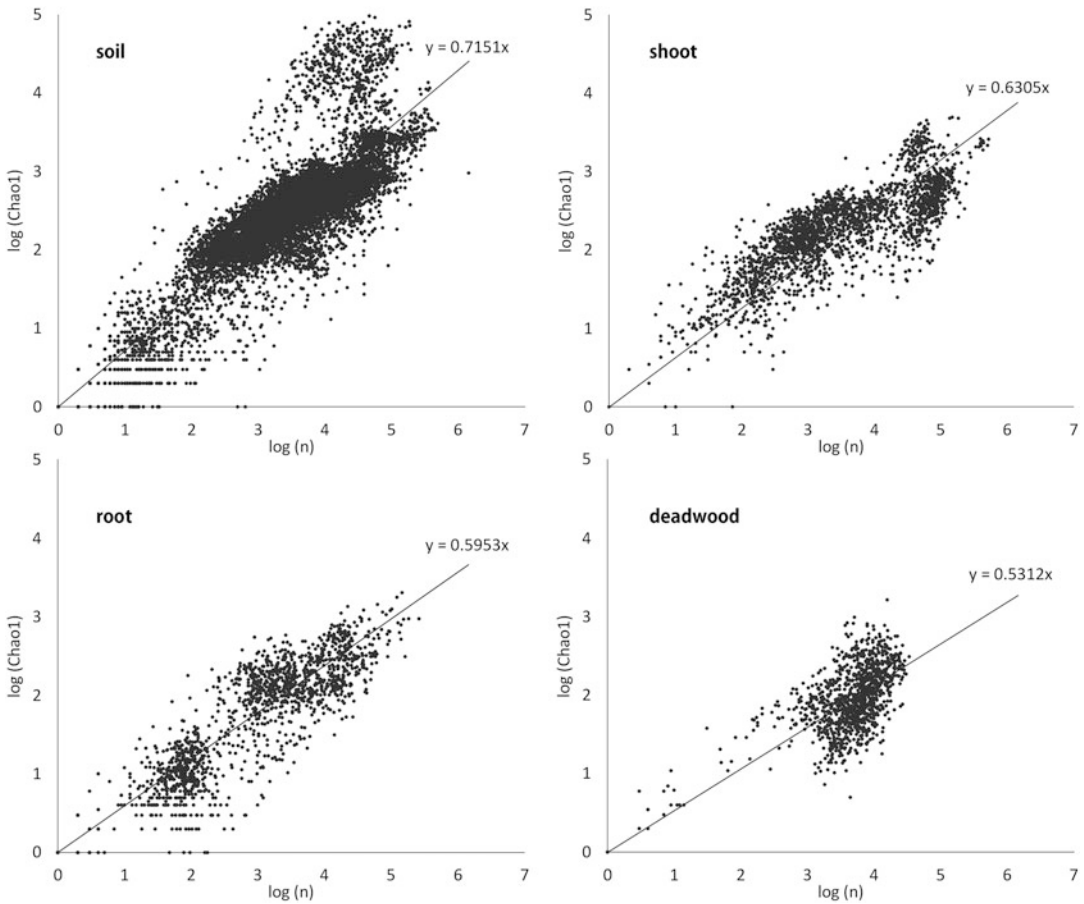 soil
y = 0.7151x
log (Chao1)
5
4
3
2
1
0
0 1 2 3 4 5 6 7
log (n)
shoot
y = 0.6305x
log (Chao1)
5
4
3
2
1
0
0 1 2 3 4 5 6 7
log (n)
root
y = 0.5953x
log (Chao1)
5
4
3
2
1
0
0 1 2 3 4 5 6 7
log (n)
deadwood
y = 0.5312x
log (Chao1)
5
4
3
2
1
0
0 1 2 3 4 5 6 7
log (n)